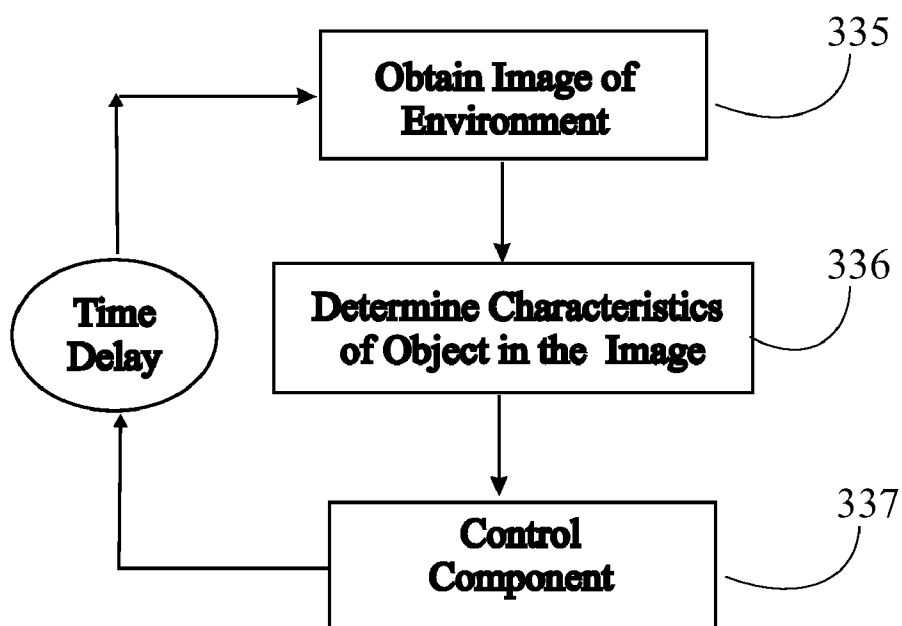 335
Obtain Image of
Environment
336
Time
Delay
Determine Characteristics
of Object in the Image
337
Control
Component